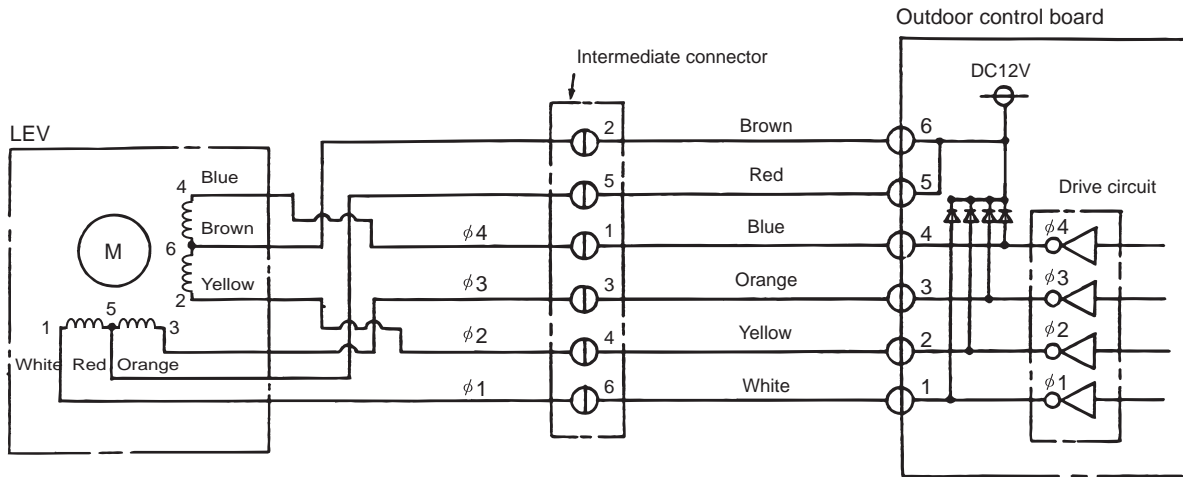 Outdoor control board
Intermediate connector
DC12V
LEV
2 Brown 6
4 Blue
5 Red 5
Drive circuit
6 Brown
ϕ4 1 Blue 4 ϕ4
2 Yellow
M
ϕ3 3 Orange 3 ϕ3
1 5 3
ϕ2 4 Yellow 2 ϕ2
White Red Orange
ϕ1 6 White 1 ϕ1